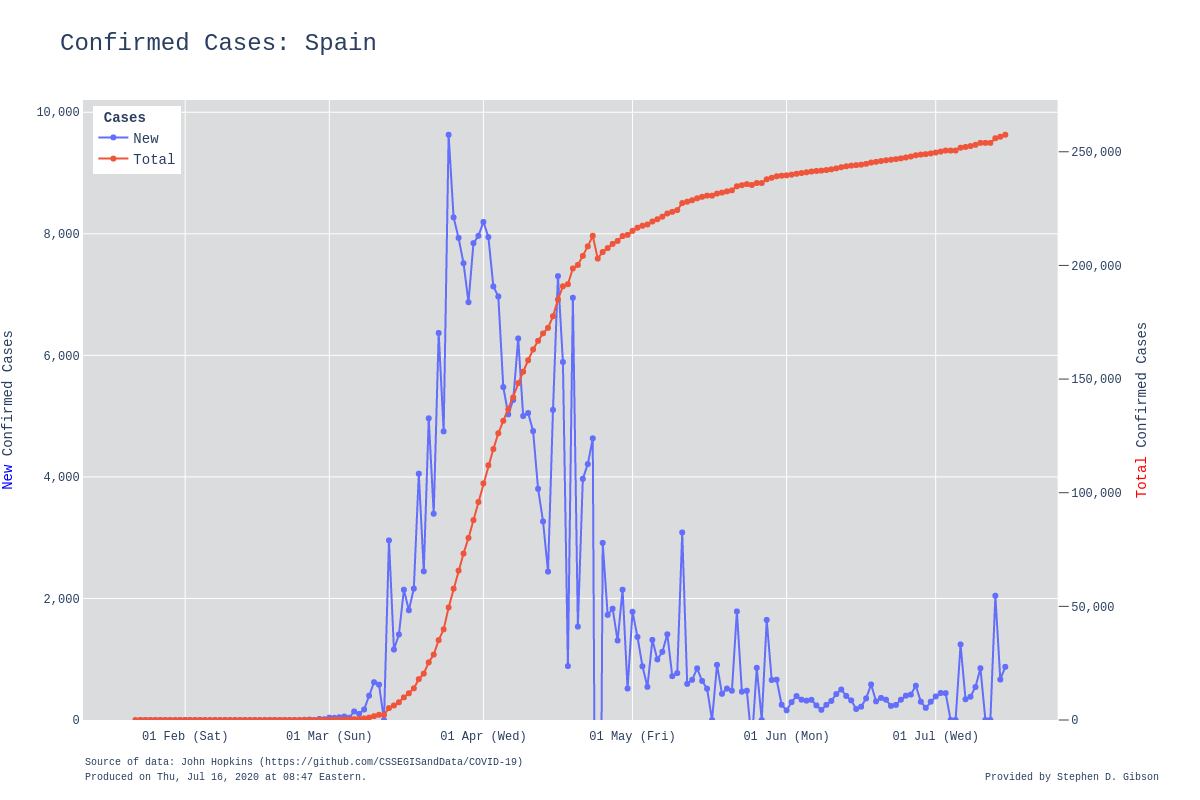 Confirmed Cases: Spain
Cases
New
Total
10,000
8,000
6,000
4,000
2,000
0
250,000
200,000
150,000
100,000
50,000
0
New Confirmed Cases
Total Confirmed Cases
01 Feb (Sat)
01 Mar (Sun)
01 Apr (Wed)
01 May (Fri)
01 Jun (Mon)
01 Jul (Wed)
Source of data: John Hopkins (https://github.com/CSSEGISandData/COVID-19)
Produced on Thu, Jul 16, 2020 at 08:47 Eastern.
Provided by Stephen D. Gibson